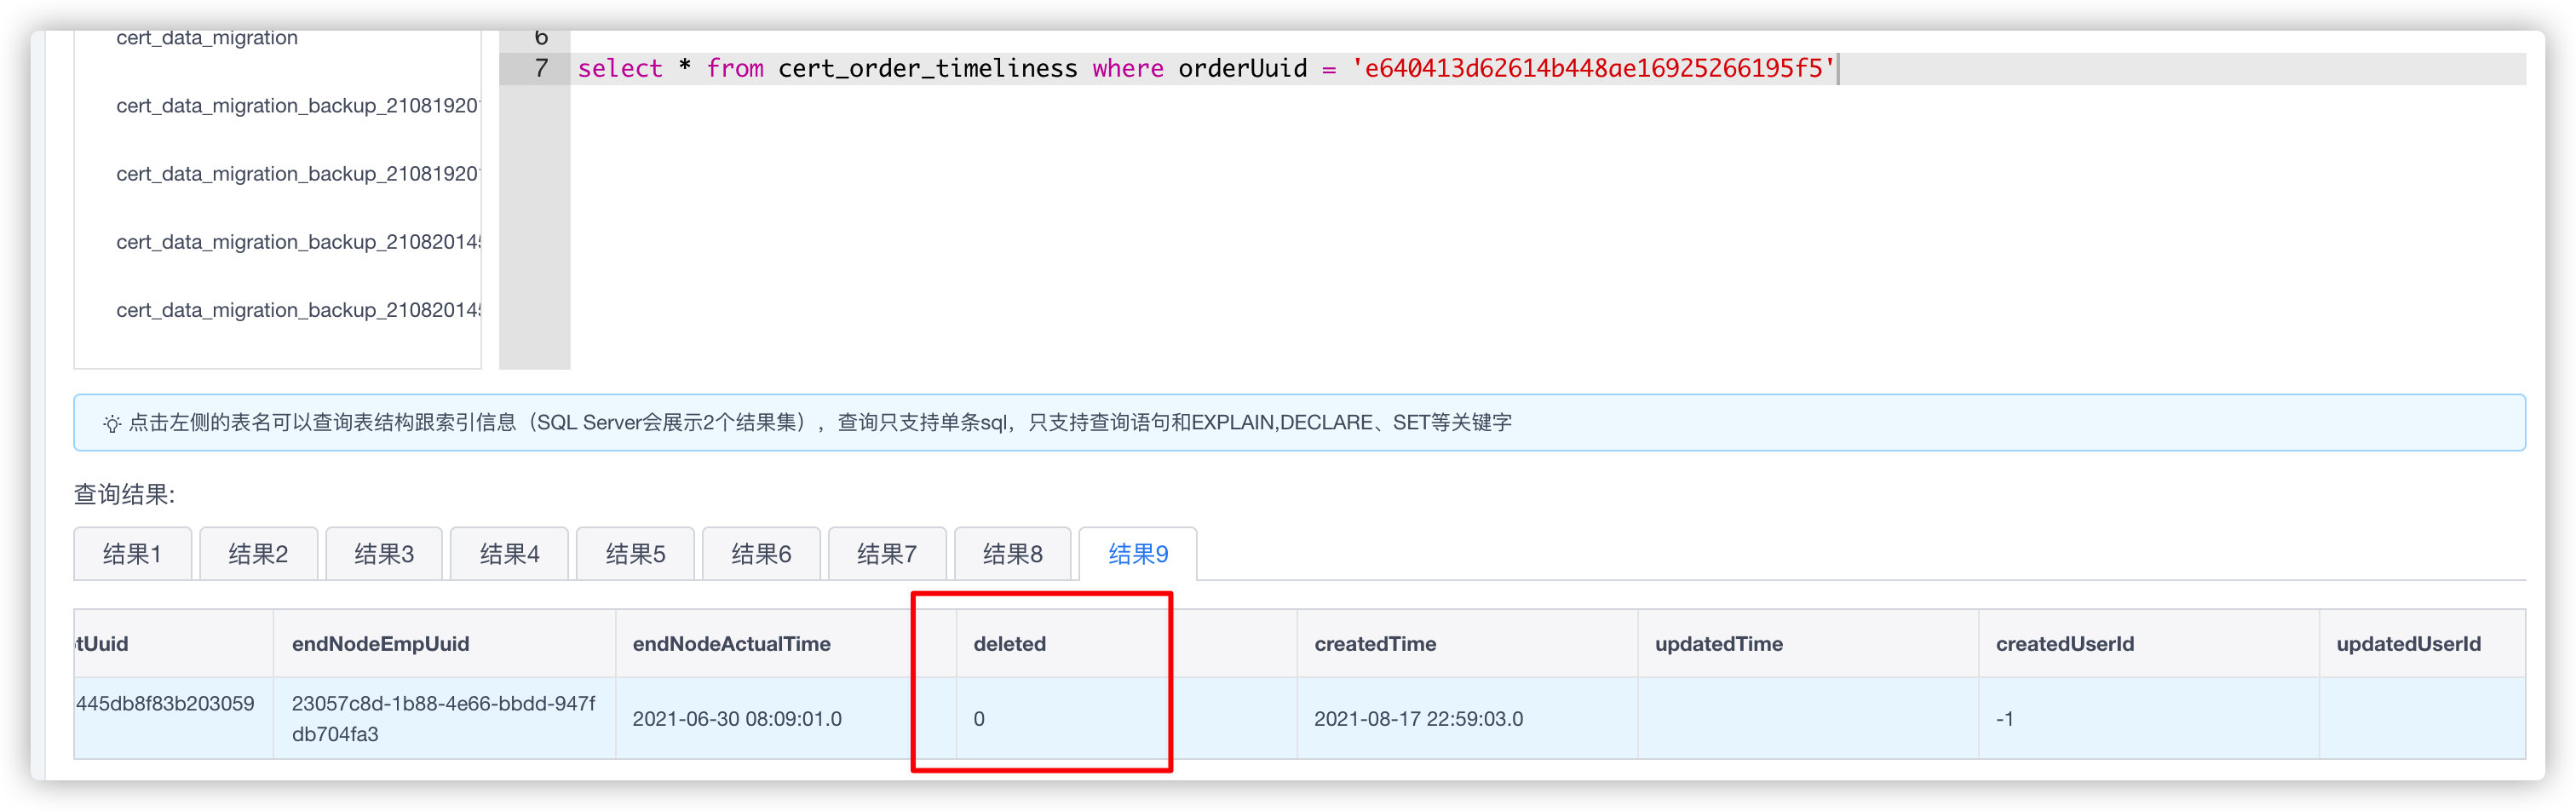 cert_data_migration
cert_data_migration_backup_21081920
cert_data_migration_backup_21081920
cert_data_migration_backup_21082014
cert_data_migration_backup_21082014
6
7 select * from cert_order_timeliness where orderUuid = 'e640413d62614b448ae16925266195f5'
点击左侧的表名可以查询表结构跟索引信息（SQL Server会展示2个结果集），查询只支持单条sql，只支持查询语句和EXPLAIN,DECLARE、SET等关键字
查询结果:
结果1 结果2 结果3 结果4 结果5 结果6 结果7 结果8 结果9
tUuid endNodeEmpUuid endNodeActualTime deleted createdTime updatedTime createdUserId updatedUserId
445db8f83b203059 23057c8d-1b88-4e66-bbdd-947f
db704fa3 2021-06-30 08:09:01.0 0 2021-08-17 22:59:03.0 -1